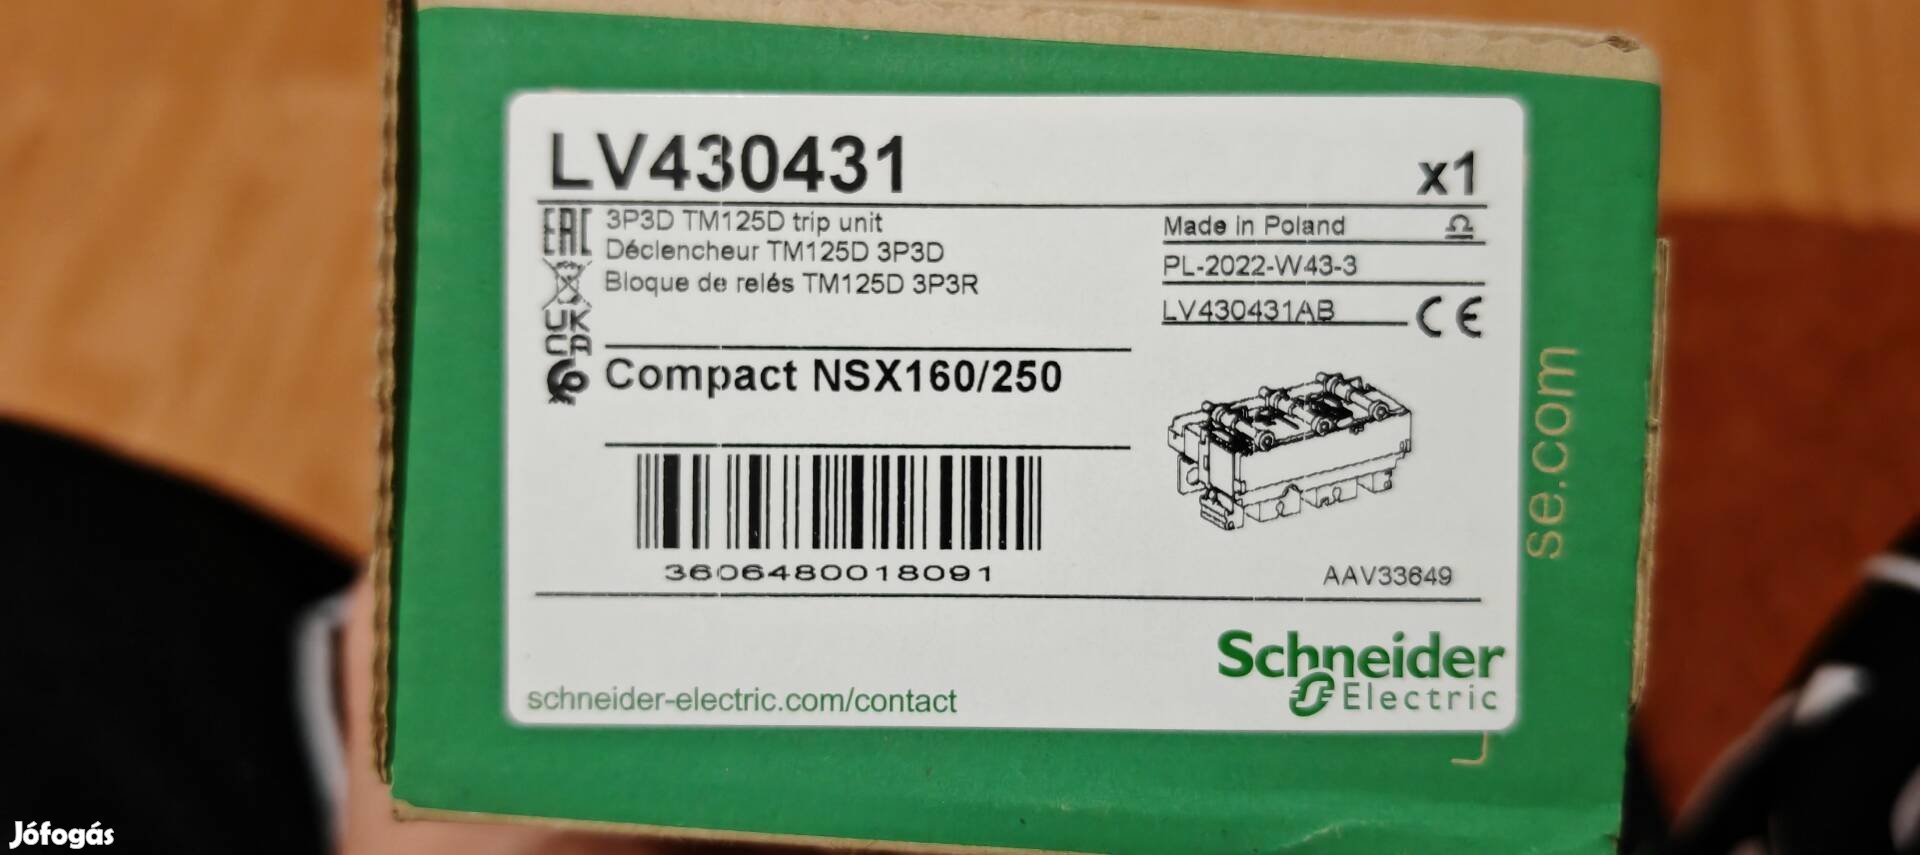 LV430431
x1
EAC
3P3D TM125D trip unit
Déclencheur TM125D 3P3D
Bloque de relés TM125D 3P3R
Made in Poland
PL-2022-W43-3
LV430431AB
CE
UK
CA
Compact NSX160/250
3606480018091
AAV33649
Schneider
Electric
schneider-electric.com/contact
se.com
Jófogás